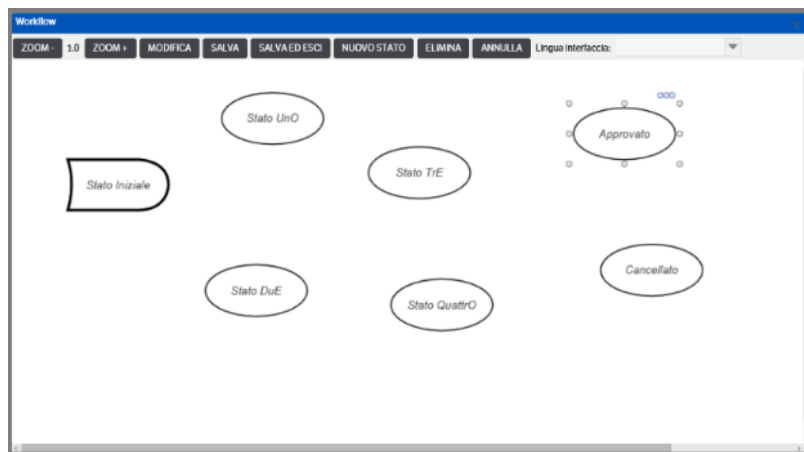 Workflow
ZOOM - 1.0 ZOOM + MODIFICA SALVA SALVA ED ESCI NUOVO STATO ELIMINA ANNULLA Lingua interfaccia:
Stato UnO
Approvato
Stato TrE
Stato Iniziale
Cancellato
Stato DuE
Stato QuattrO